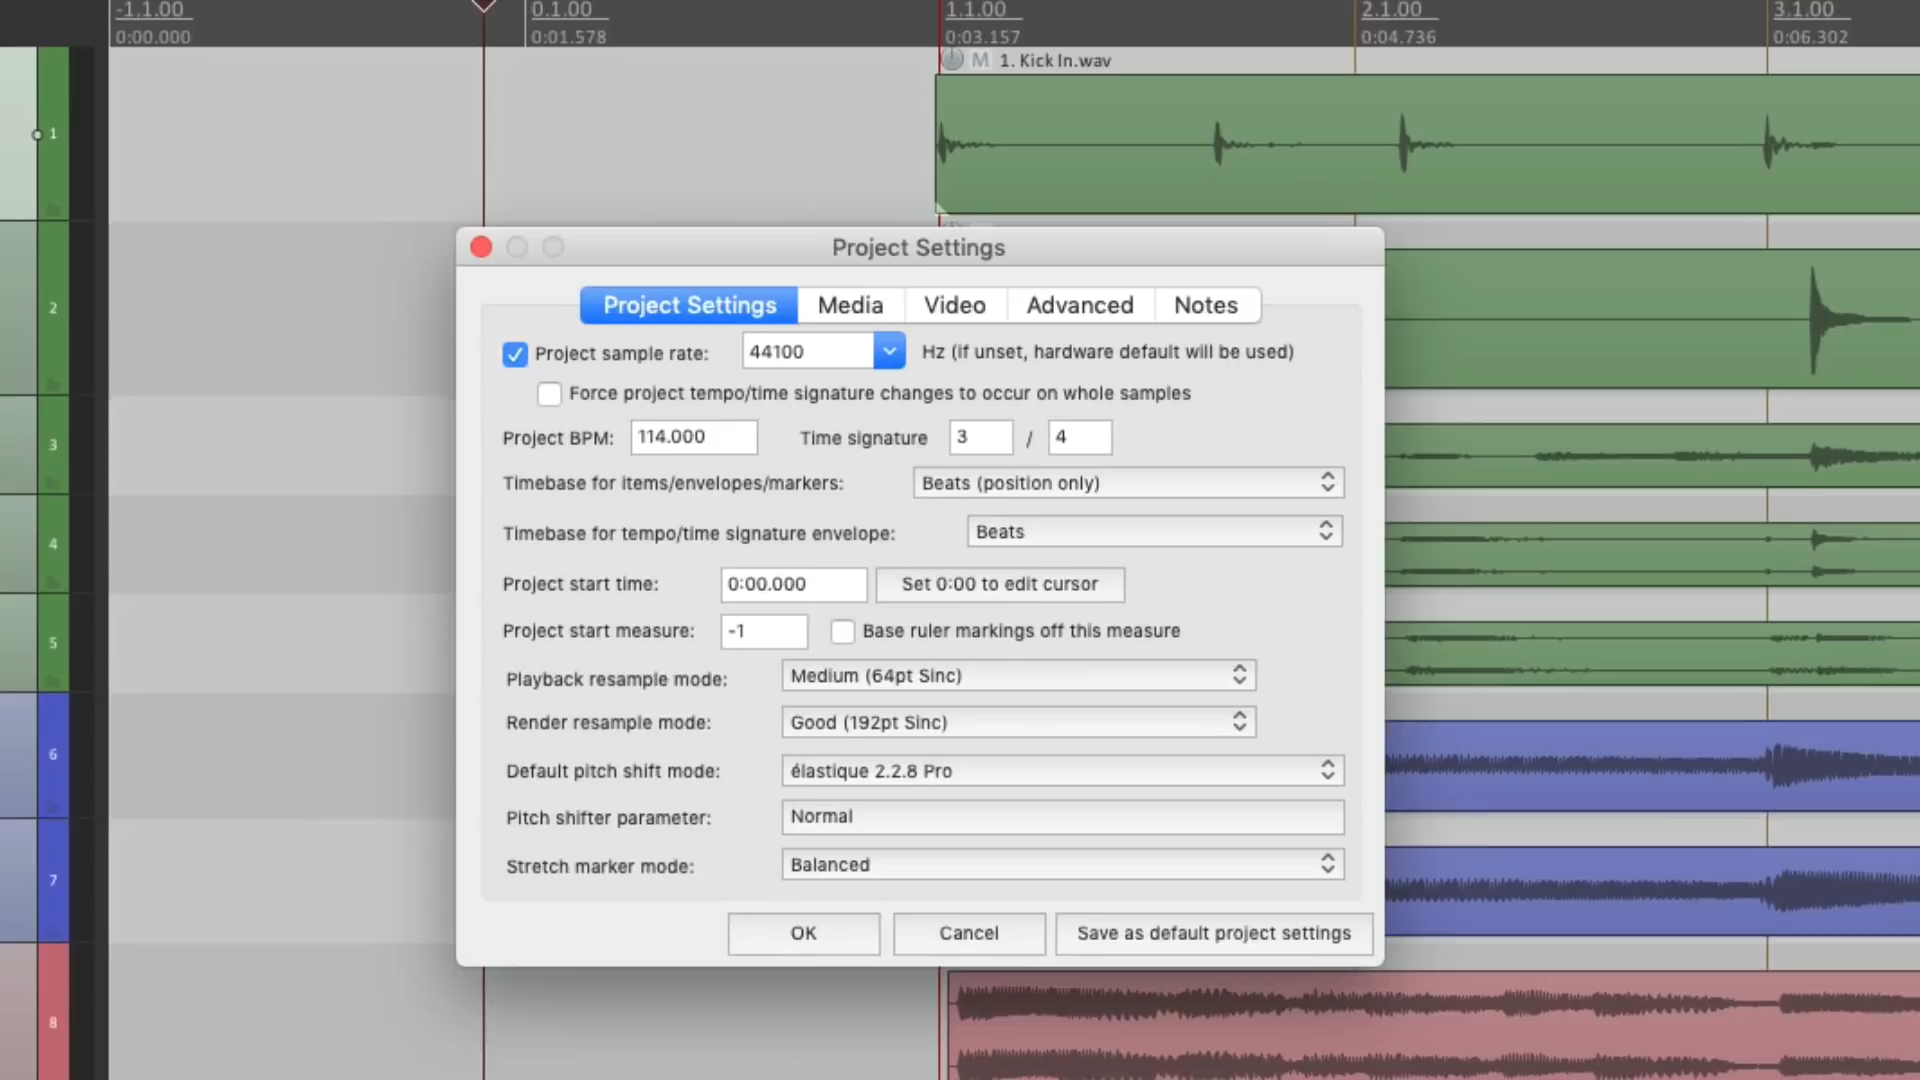 -1.1.00 0.1.00 1.1.00 2.1.00 3.1.00
0:00.000 0:01.578 0:03.157 0:04.736 0:06.302
M 1. Kick In.wav
1
2
3
4
5
6
7
8
Project Settings
Project Settings Media Video Advanced Notes
Project sample rate: 44100 Hz (if unset, hardware default will be used)
Force project tempo/time signature changes to occur on whole samples
Project BPM: 114.000 Time signature 3 / 4
Timebase for items/envelopes/markers: Beats (position only)
Timebase for tempo/time signature envelope: Beats
Project start time: 0:00.000 Set 0:00 to edit cursor
Project start measure: -1 Base ruler markings off this measure
Playback resample mode: Medium (64pt Sinc)
Render resample mode: Good (192pt Sinc)
Default pitch shift mode: élastique 2.2.8 Pro
Pitch shifter parameter: Normal
Stretch marker mode: Balanced
OK Cancel Save as default project settings